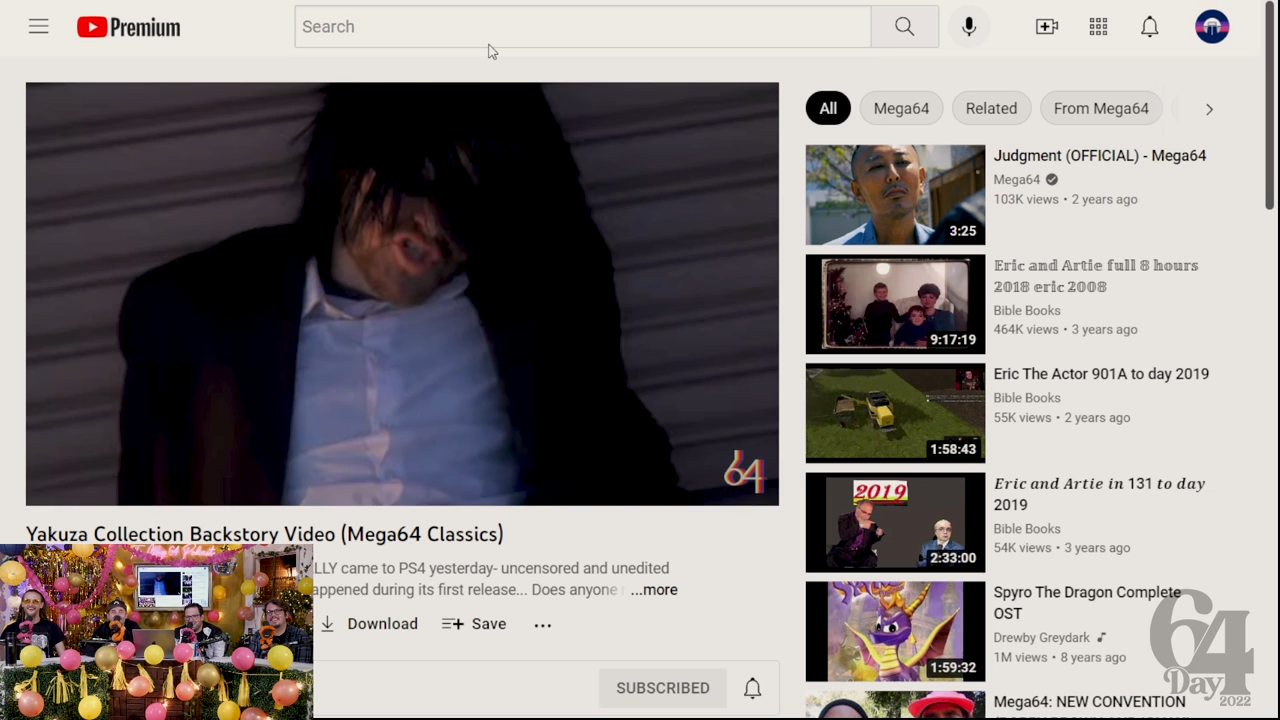 Premium
Search
All
Mega64
Related
From Mega64
Judgment (OFFICIAL) - Mega64
Mega64
103K views • 2 years ago
3:25
𝔼𝕣𝕚𝕔 𝕒𝕟𝕕 𝔸𝕣𝕥𝕚𝕖 𝕗𝕦𝕝𝕝 𝟠 𝕙𝕠𝕦𝕣𝕤
𝟚𝟘𝟙𝟠 𝕖𝕣𝕚𝕔 𝟚𝟘𝟘𝟠
Bible Books
464K views • 3 years ago
9:17:19
Eric The Actor 901A to day 2019
Bible Books
55K views • 2 years ago
1:58:43
𝑬𝒓𝒊𝒄 𝒂𝒏𝒅 𝑨𝒓𝒕𝒊𝒆 𝒊𝒏 131 𝒕𝒐 𝒅𝒂𝒚
2019
Bible Books
54K views • 3 years ago
2019
2:33:00
Spyro The Dragon Complete
OST
Drewby Greydark
1M views • 8 years ago
1:59:32
Mega64: NEW CONVENTION
64
Yakuza Collection Backstory Video (Mega64 Classics)
LLY came to PS4 yesterday- uncensored and unedited
appened during its first release... Does anyone ...more
Download
Save
...
SUBSCRIBED
64
Day
2022